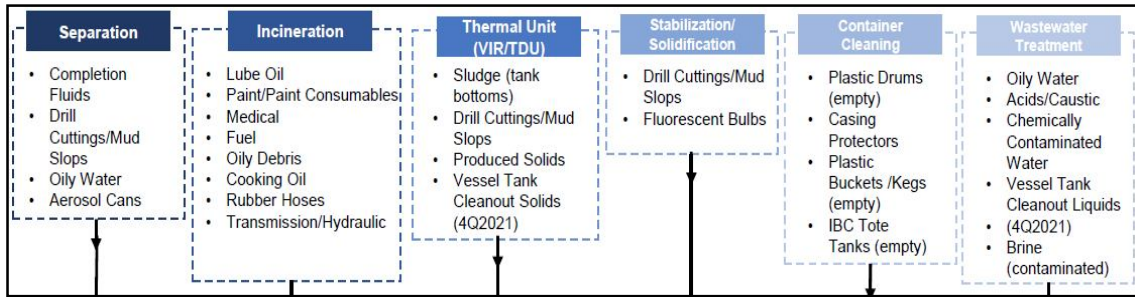 Separation
Completion
Fluids
Drill
Cuttings/Mud
Slops
Oily Water
Aerosol Cans
Incineration
Lube Oil
Paint/Paint Consumables
Medical
Fuel
Oily Debris
Cooking Oil
Rubber Hoses
Transmission/Hydraulic
Thermal Unit
(VIR/TDU)
Sludge (tank
bottoms)
Drill Cuttings/Mud
Slops
Produced Solids
Vessel Tank
Cleanout Solids
(4Q2021)
Stabilization/
Solidification
Drill Cuttings/Mud
Slops
Fluorescent Bulbs
Container
Cleaning
Plastic Drums
(empty)
Casing
Protectors
Plastic
Buckets /Kegs
(empty)
IBC Tote
Tanks (empty)
Wastewater
Treatment
Oily Water
Acids/Caustic
Chemically
Contaminated
Water
Vessel Tank
Cleanout Liquids
(4Q2021)
Brine
(contaminated)